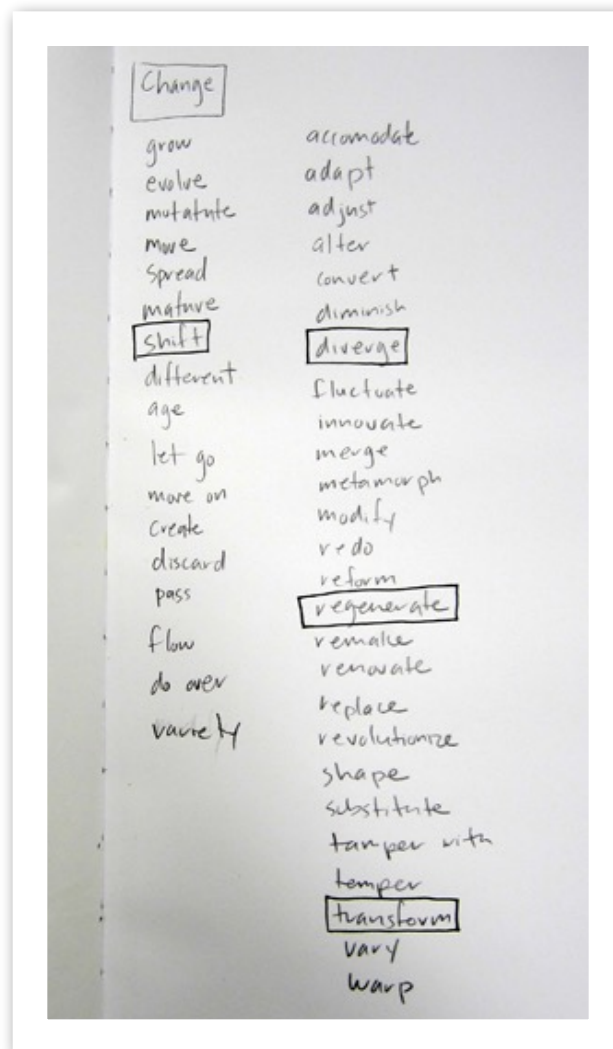 Change
grow
evolve
mutatute
move
spread
mature
shift
different
age
let go
move on
create
discard
pass
flow
do over
variety
accomodate
adapt
adjust
alter
convert
diminish
diverge
fluctuate
innovate
merge
metamorph
modify
redo
reform
regenerate
remake
renovate
replace
revolutionize
shape
substitute
tamper with
temper
transform
vary
warp